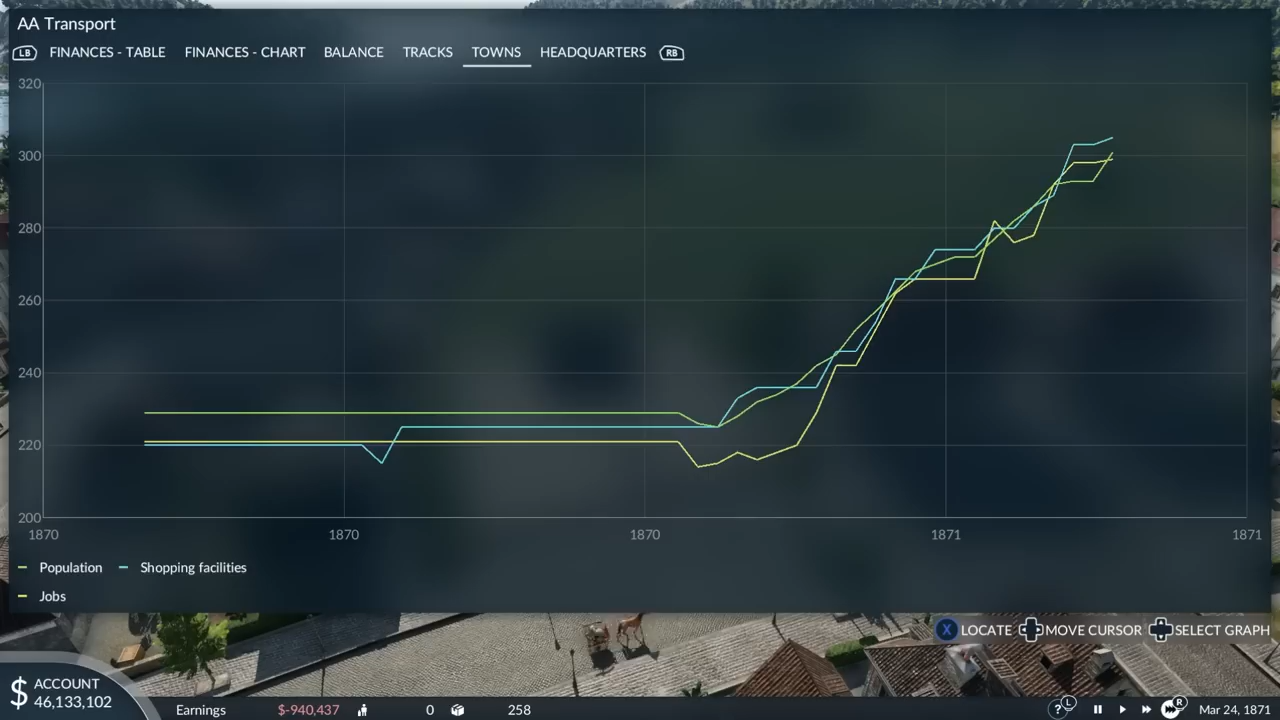 AA Transport
LB FINANCES - TABLE FINANCES - CHART BALANCE TRACKS TOWNS HEADQUARTERS RB
320
300
280
260
240
220
200
1870 1870 1870 1871 1871
Population Shopping facilities
Jobs
X LOCATE MOVE CURSOR SELECT GRAPH
$ ACCOUNT
46,133,102
Earnings $-940,437 0 258 ? L R Mar 24, 1871